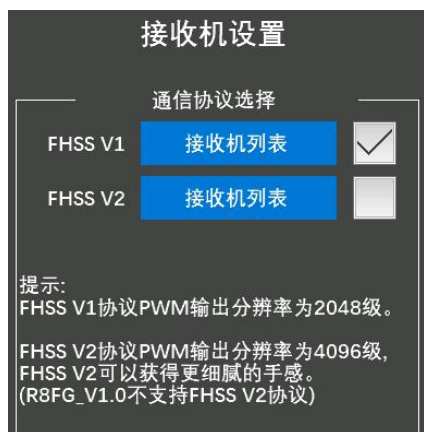 接收机设置
通信协议选择
FHSS V1 接收机列表
FHSS V2 接收机列表
提示:
FHSS V1协议PWM输出分辨率为2048级。
FHSS V2协议PWM输出分辨率为4096级,
FHSS V2可以获得更细腻的手感。
(R8FG_V1.0不支持FHSS V2协议)